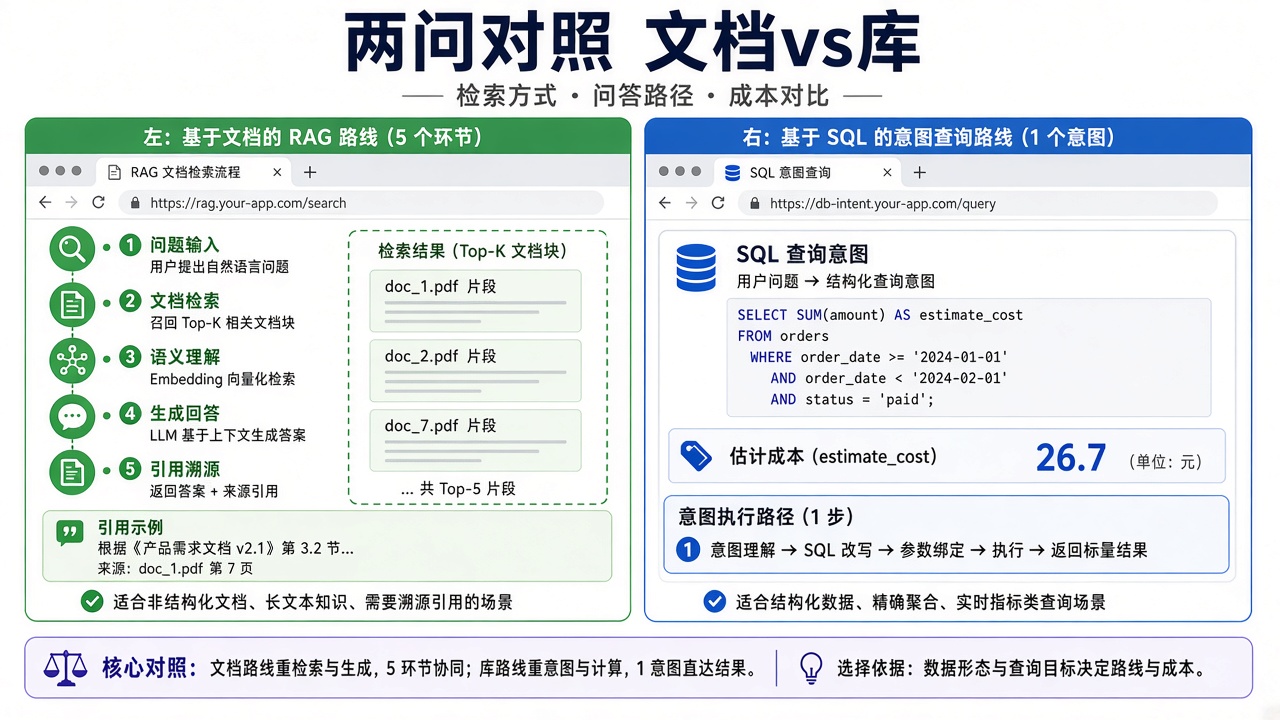 两问对照 文档vs库
检索方式 · 问答路径 · 成本对比
左：基于文档的 RAG 路线（5 个环节）
RAG 文档检索流程
https://rag.your-app.com/search
1 问题输入
用户提出自然语言问题
2 文档检索
召回 Top-K 相关文档块
3 语义理解
Embedding 向量化检索
4 生成回答
LLM 基于上下文生成答案
5 引用溯源
返回答案 + 来源引用
检索结果（Top-K 文档块）
doc_1.pdf 片段
doc_2.pdf 片段
doc_7.pdf 片段
... 共 Top-5 片段
引用示例
根据《产品需求文档 v2.1》第 3.2 节...
来源：doc_1.pdf 第 7 页
适合非结构化文档、长文本知识、需要溯源引用的场景
右：基于 SQL 的意图查询路线（1 个意图）
SQL 意图查询
https://db-intent.your-app.com/query
SQL 查询意图
用户问题 → 结构化查询意图
SELECT SUM(amount) AS estimate_cost
FROM orders
WHERE order_date >= '2024-01-01'
AND order_date < '2024-02-01'
AND status = 'paid';
估计成本（estimate_cost） 26.7 （单位：元）
意图执行路径（1 步）
1 意图理解 → SQL 改写 → 参数绑定 → 执行 → 返回标量结果
适合结构化数据、精确聚合、实时指标类查询场景
核心对照：文档路线重检索与生成，5 环节协同；库路线重意图与计算，1 意图直达结果。
选择依据：数据形态与查询目标决定路线与成本。